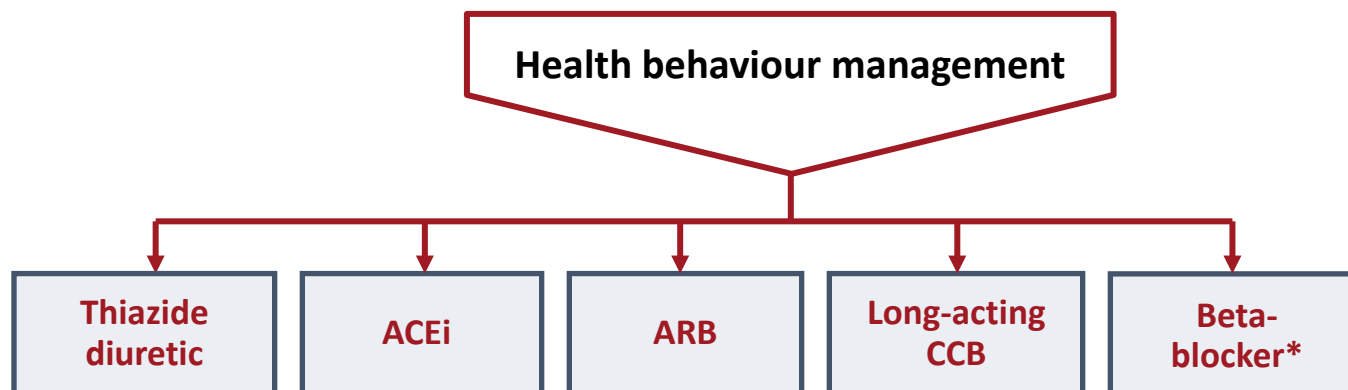 Health behaviour management
Thiazide
diuretic
ACEi
ARB
Long-acting
CCB
Beta-
blocker*